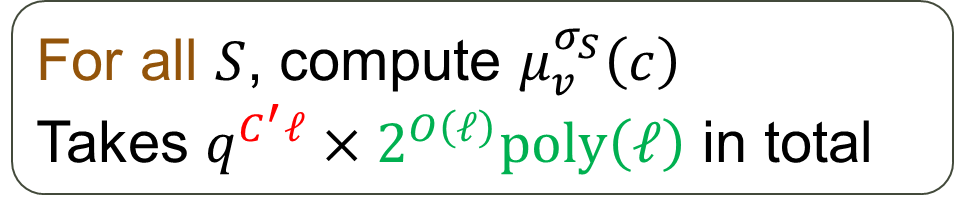 For all 𝑆, compute 𝜇_𝑣^{𝜎_𝑆}(𝑐)
Takes 𝑞^{𝐶′ℓ} × 2^{𝑂(ℓ)}poly(ℓ) in total